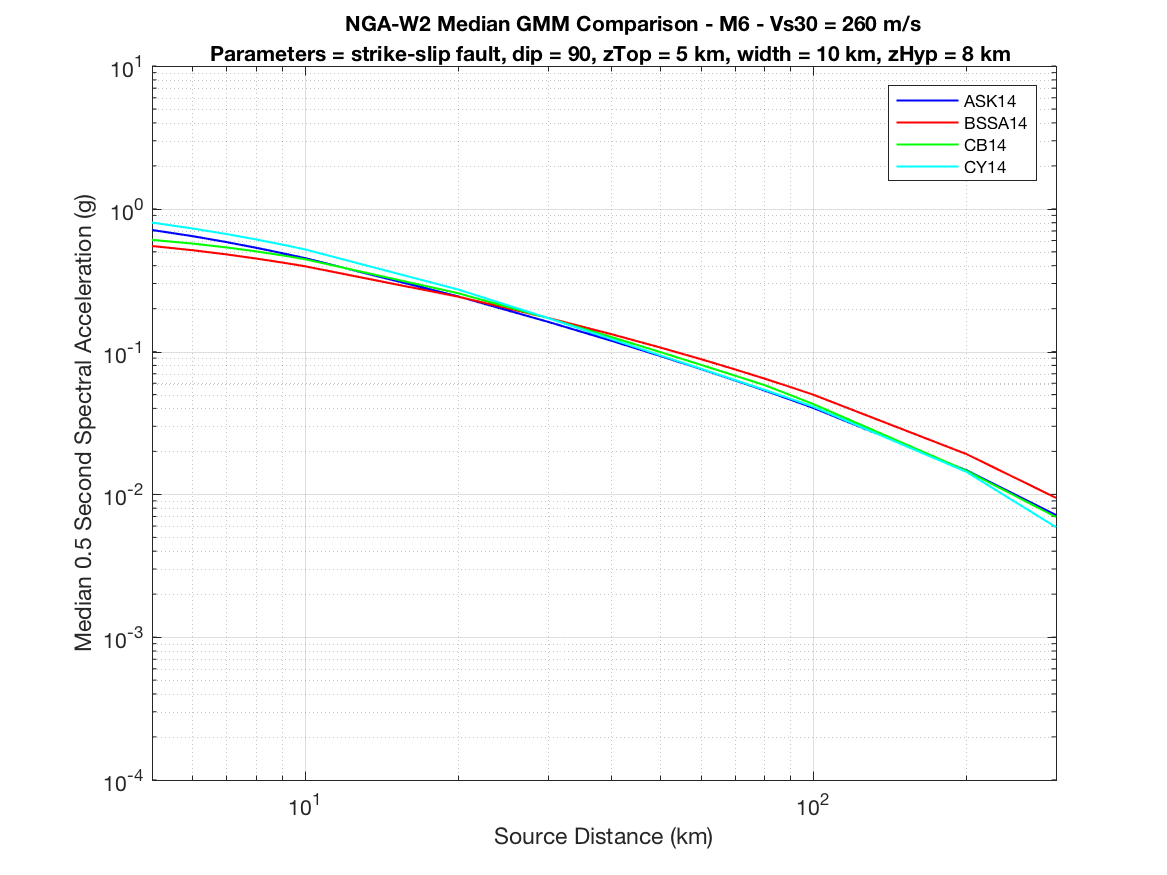 NGA-W2 Median GMM Comparison - M6 - Vs30 = 260 m/s
Parameters = strike-slip fault, dip = 90, zTop = 5 km, width = 10 km, zHyp = 8 km
ASK14
BSSA14
CB14
CY14
Median 0.5 Second Spectral Acceleration (g)
10^1
10^0
10^-1
10^-2
10^-3
10^-4
10^1
10^2
Source Distance (km)